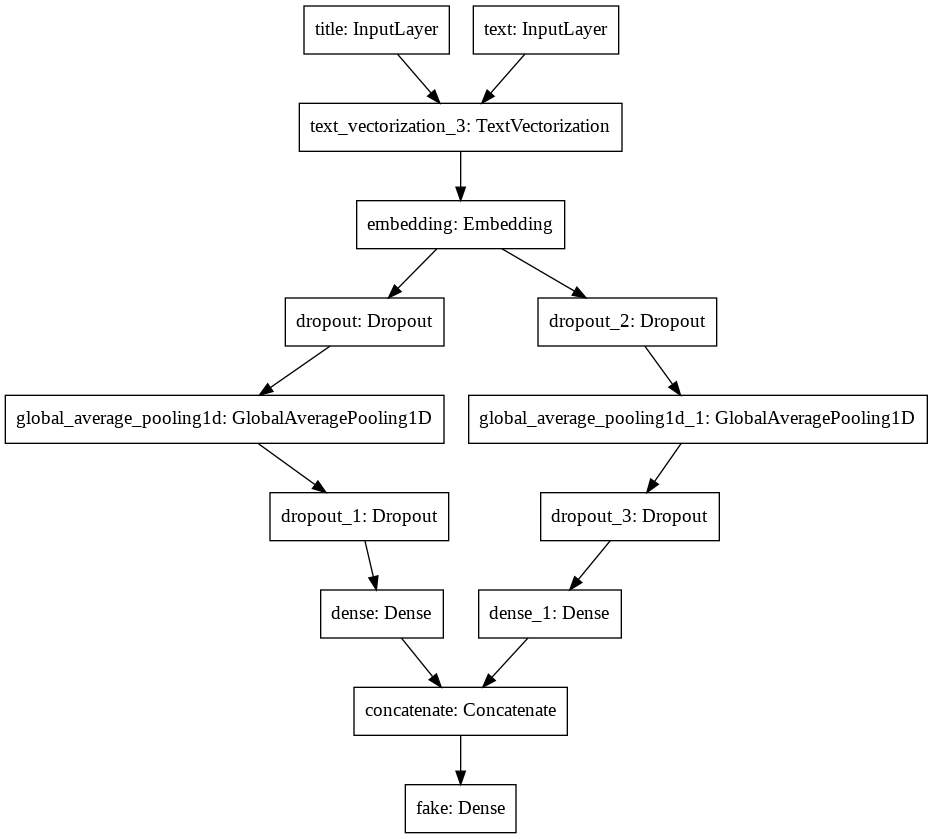 title: InputLayer
text: InputLayer
text_vectorization_3: TextVectorization
embedding: Embedding
dropout: Dropout
dropout_2: Dropout
global_average_pooling1d: GlobalAveragePooling1D
global_average_pooling1d_1: GlobalAveragePooling1D
dropout_1: Dropout
dropout_3: Dropout
dense: Dense
dense_1: Dense
concatenate: Concatenate
fake: Dense